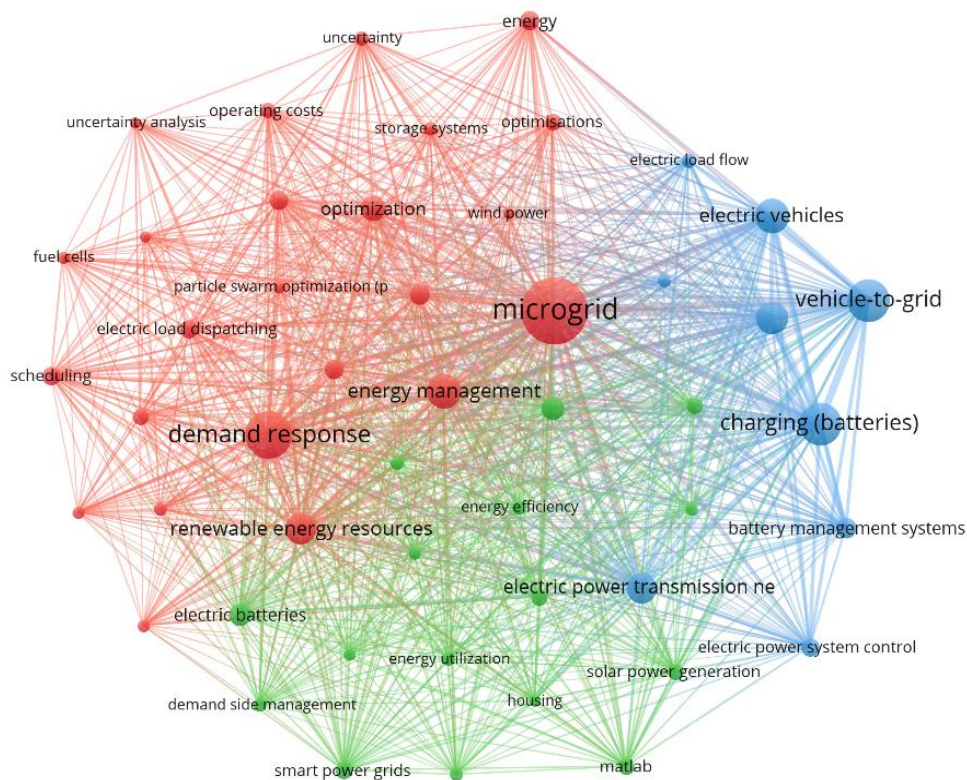 energy
uncertainty
operating costs
uncertainty analysis
storage systems
optimisations
electric load flow
optimization
wind power
electric vehicles
fuel cells
particle swarm optimization (p
microgrid
vehicle-to-grid
electric load dispatching
scheduling
energy management
demand response
charging (batteries)
energy efficiency
renewable energy resources
battery management systems
electric power transmission ne
electric batteries
energy utilization
electric power system control
solar power generation
demand side management
housing
smart power grids
matlab